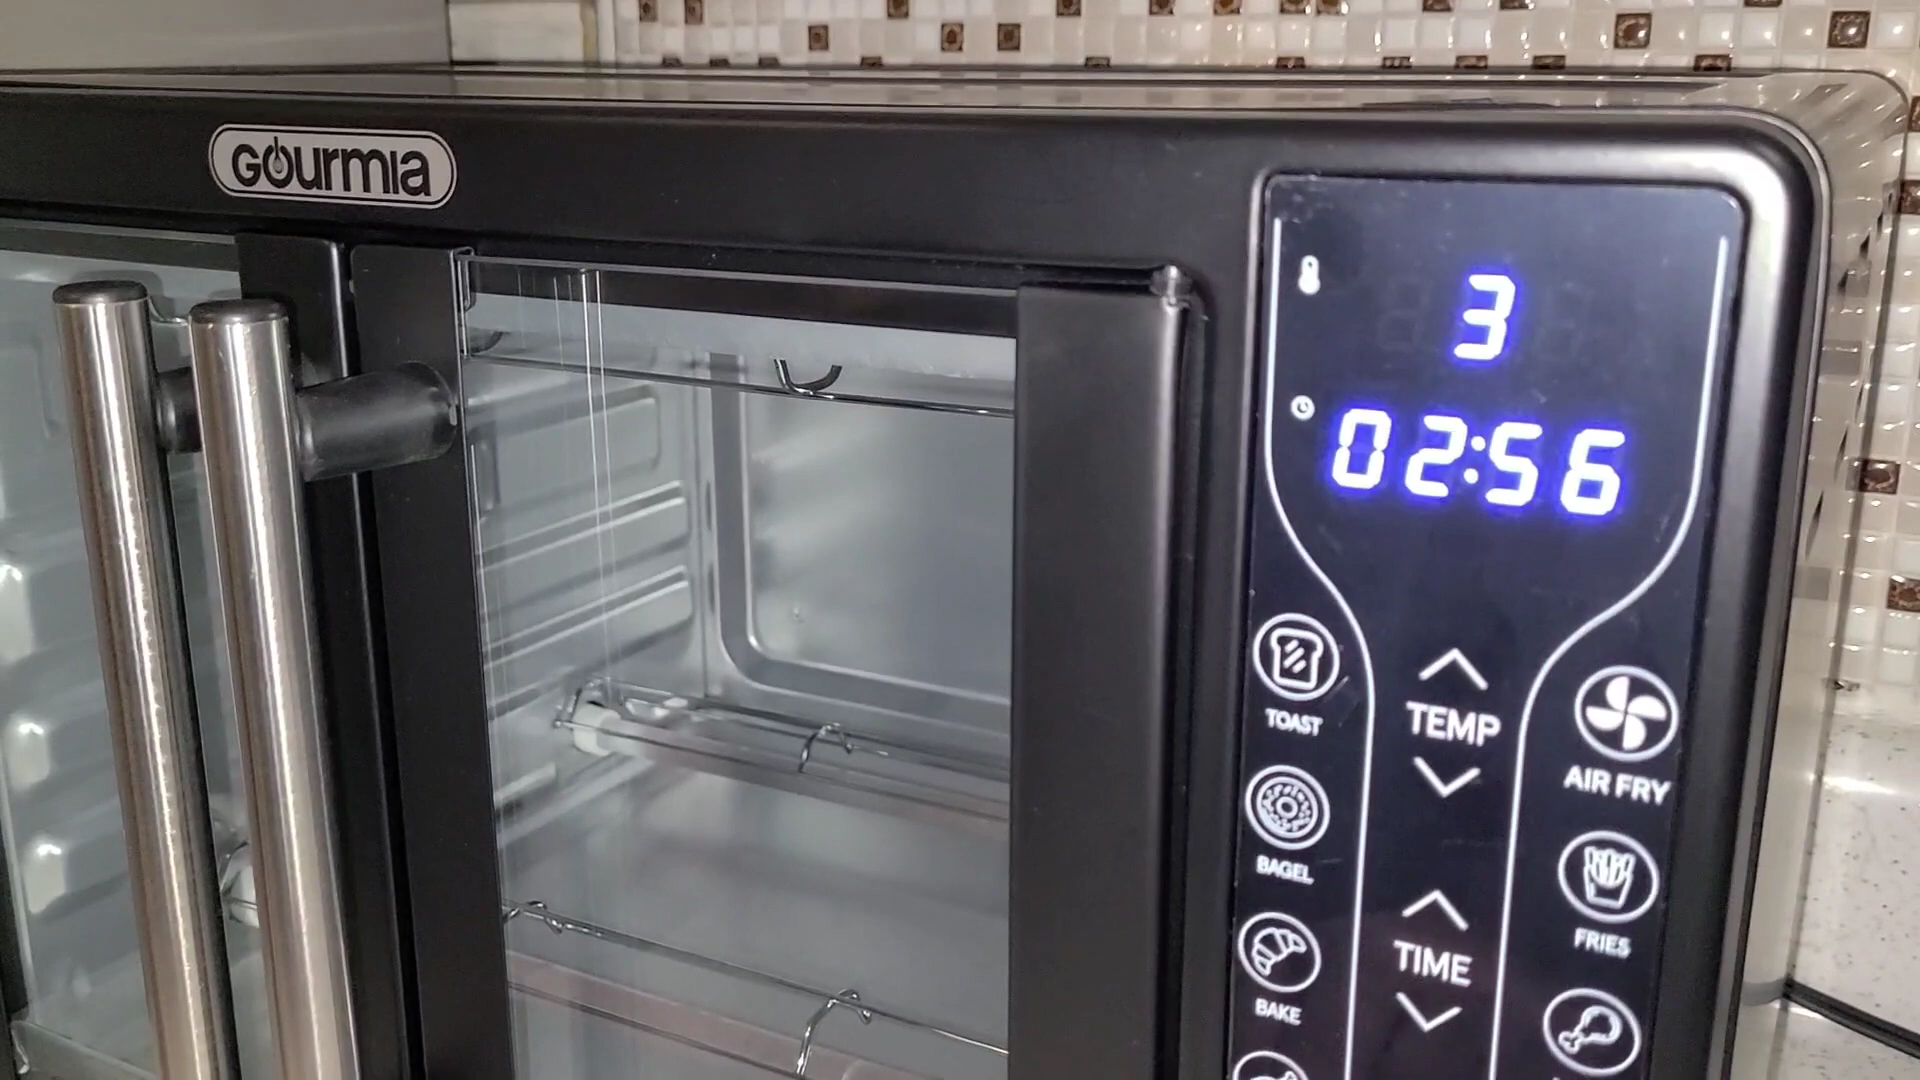 GOURMIA
3
02:56
TOAST
TEMP
AIR FRY
BAGEL
FRIES
TIME
BAKE